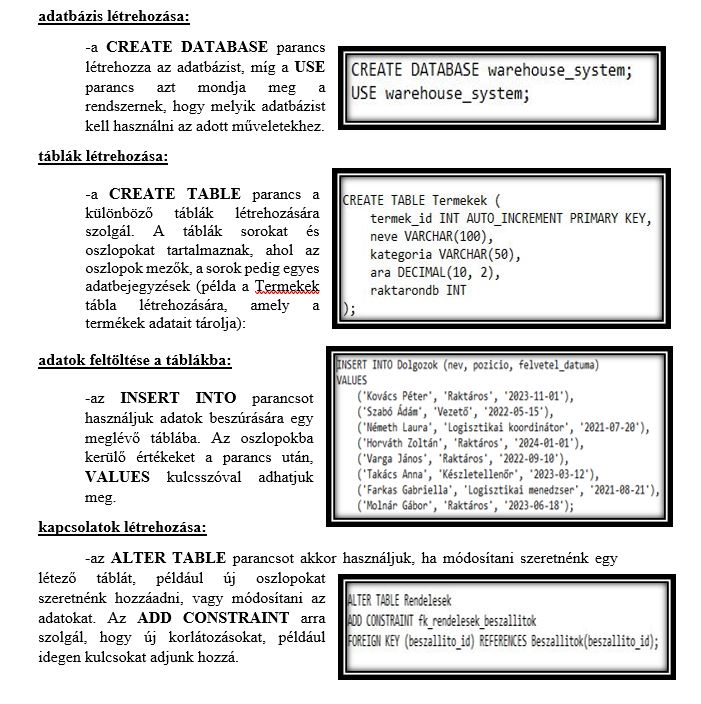 adatbázis létrehozása:
-a CREATE DATABASE parancs
létrehozza az adatbázist, míg a USE
parancs azt mondja meg a
rendszernek, hogy melyik adatbázist
kell használni az adott műveletekhez.
CREATE DATABASE warehouse_system;
USE warehouse_system;
táblák létrehozása:
-a CREATE TABLE parancs a
különböző táblák létrehozására
szolgál. A táblák sorokat és
oszlopokat tartalmaznak, ahol az
oszlopok mezők, a sorok pedig egyes
adatbejegyzések (példa a Termekek
tábla létrehozására, amely a
termékek adatait tárolja):
CREATE TABLE Termekek (
termek_id INT AUTO_INCREMENT PRIMARY KEY,
neve VARCHAR(100),
kategoria VARCHAR(50),
ara DECIMAL(10, 2),
raktarondb INT
);
adatok feltöltése a táblákba:
-az INSERT INTO parancsot
használjuk adatok beszúrására egy
meglévő táblába. Az oszlopokba
kerülő értékeket a parancs után,
VALUES kulcsszóval adhatjuk
meg.
INSERT INTO Dolgozok (nev, pozicio, felvetel_datuma)
VALUES
('Kovács Péter', 'Raktáros', '2023-11-01'),
('Szabó Ádám', 'Vezető', '2022-05-15'),
('Németh Laura', 'Logisztikai koordinátor', '2021-07-20'),
('Horváth Zoltán', 'Raktáros', '2024-01-01'),
('Varga János', 'Raktáros', '2022-09-10'),
('Takács Anna', 'Készletellenőr', '2023-03-12'),
('Farkas Gabriella', 'Logisztikai menedzser', '2021-08-21'),
('Molnár Gábor', 'Raktáros', '2023-06-18');
kapcsolatok létrehozása:
-az ALTER TABLE parancsot akkor használjuk, ha módosítani szeretnénk egy
létező táblát, például új oszlopokat
szeretnénk hozzáadni, vagy módosítani az
adatokat. Az ADD CONSTRAINT arra
szolgál, hogy új korlátozásokat, például
idegen kulcsokat adjunk hozzá.
ALTER TABLE Rendelesek
ADD CONSTRAINT fk_rendelesek_beszallitok
FOREIGN KEY (beszallito_id) REFERENCES Beszallitok(beszallito_id);